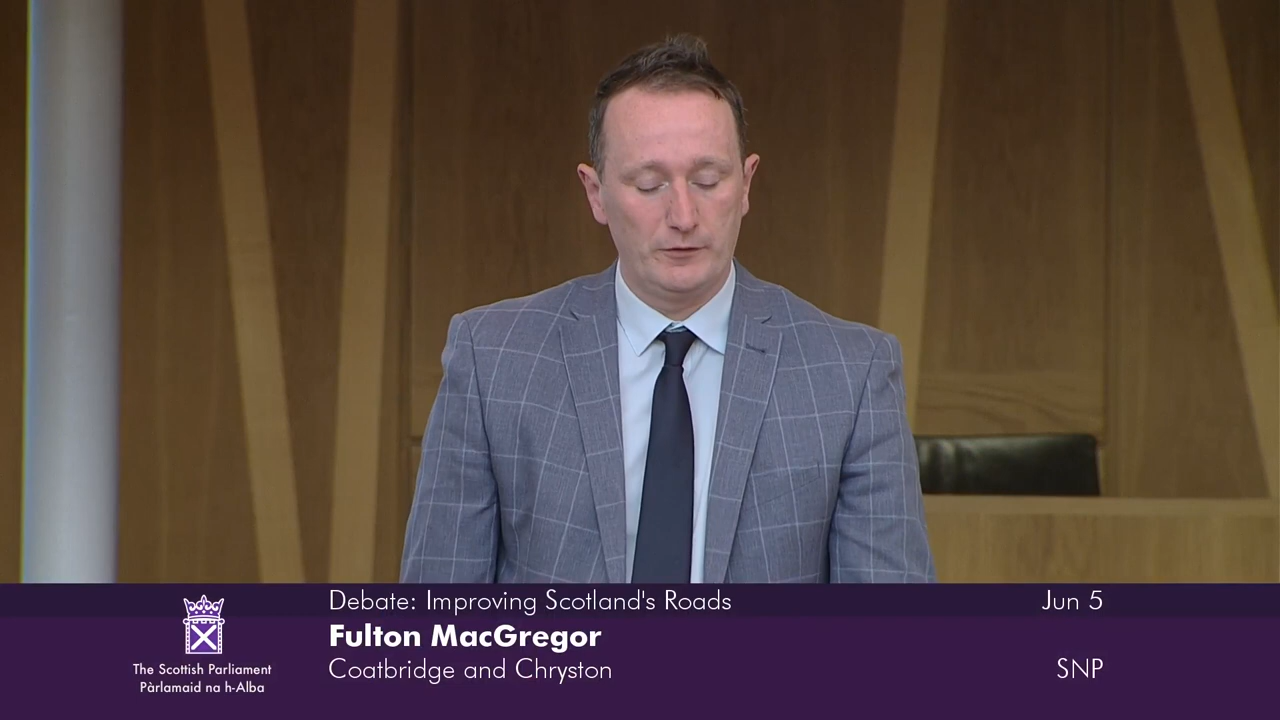 Debate: Improving Scotland's Roads Jun 5
Fulton MacGregor
Coatbridge and Chryston SNP
The Scottish Parliament
Pàrlamaid na h-Alba